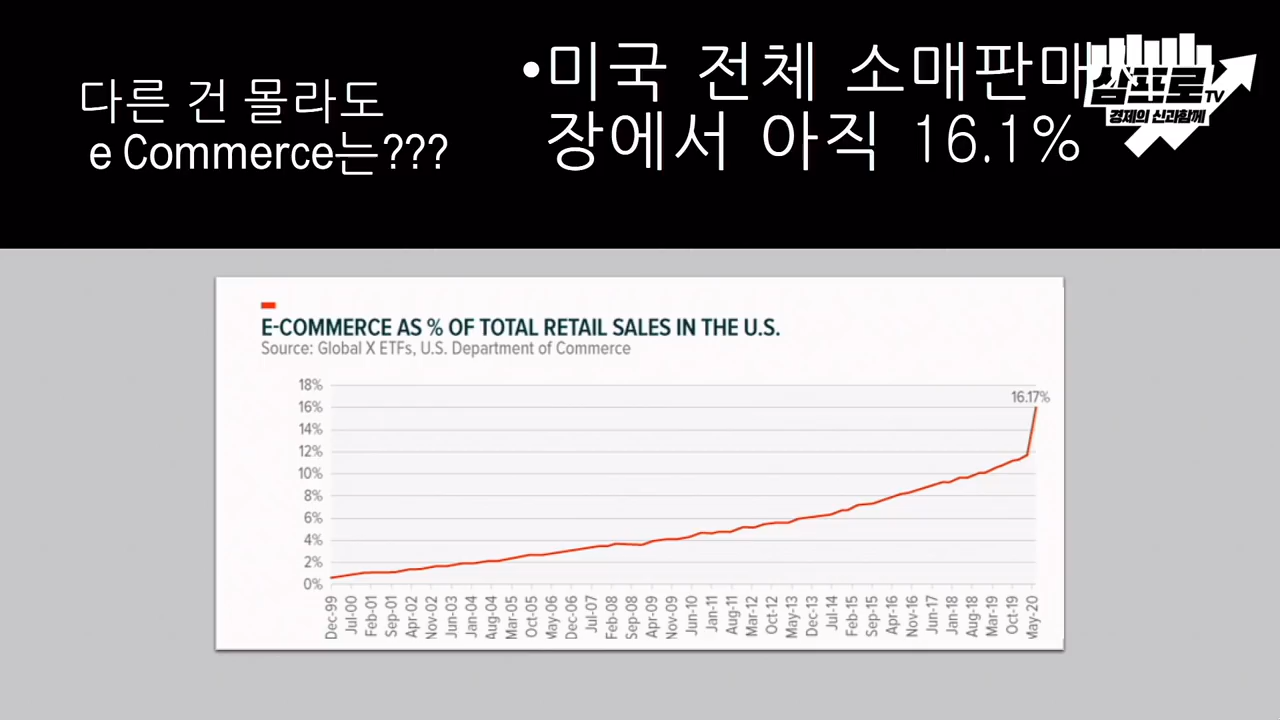 다른 건 몰라도
e Commerce는???
•미국 전체 소매판매
장에서 아직 16.1%
삼프로TV
경제의 신과함께
E-COMMERCE AS % OF TOTAL RETAIL SALES IN THE U.S.
Source: Global X ETFs, U.S. Department of Commerce
18%
16.17%
16%
14%
12%
10%
8%
6%
4%
2%
0%
Dec-99 Jul-00 Feb-01 Sep-01 Apr-02 Nov-02 Jun-03 Jan-04 Aug-04 Mar-05 Oct-05 May-06 Dec-06 Jul-07 Feb-08 Sep-08 Apr-09 Nov-09 Jun-10 Jan-11 Aug-11 Mar-12 Oct-12 May-13 Dec-13 Jul-14 Feb-15 Sep-15 Apr-16 Nov-16 Jun-17 Jan-18 Aug-18 Mar-19 Oct-19 May-20